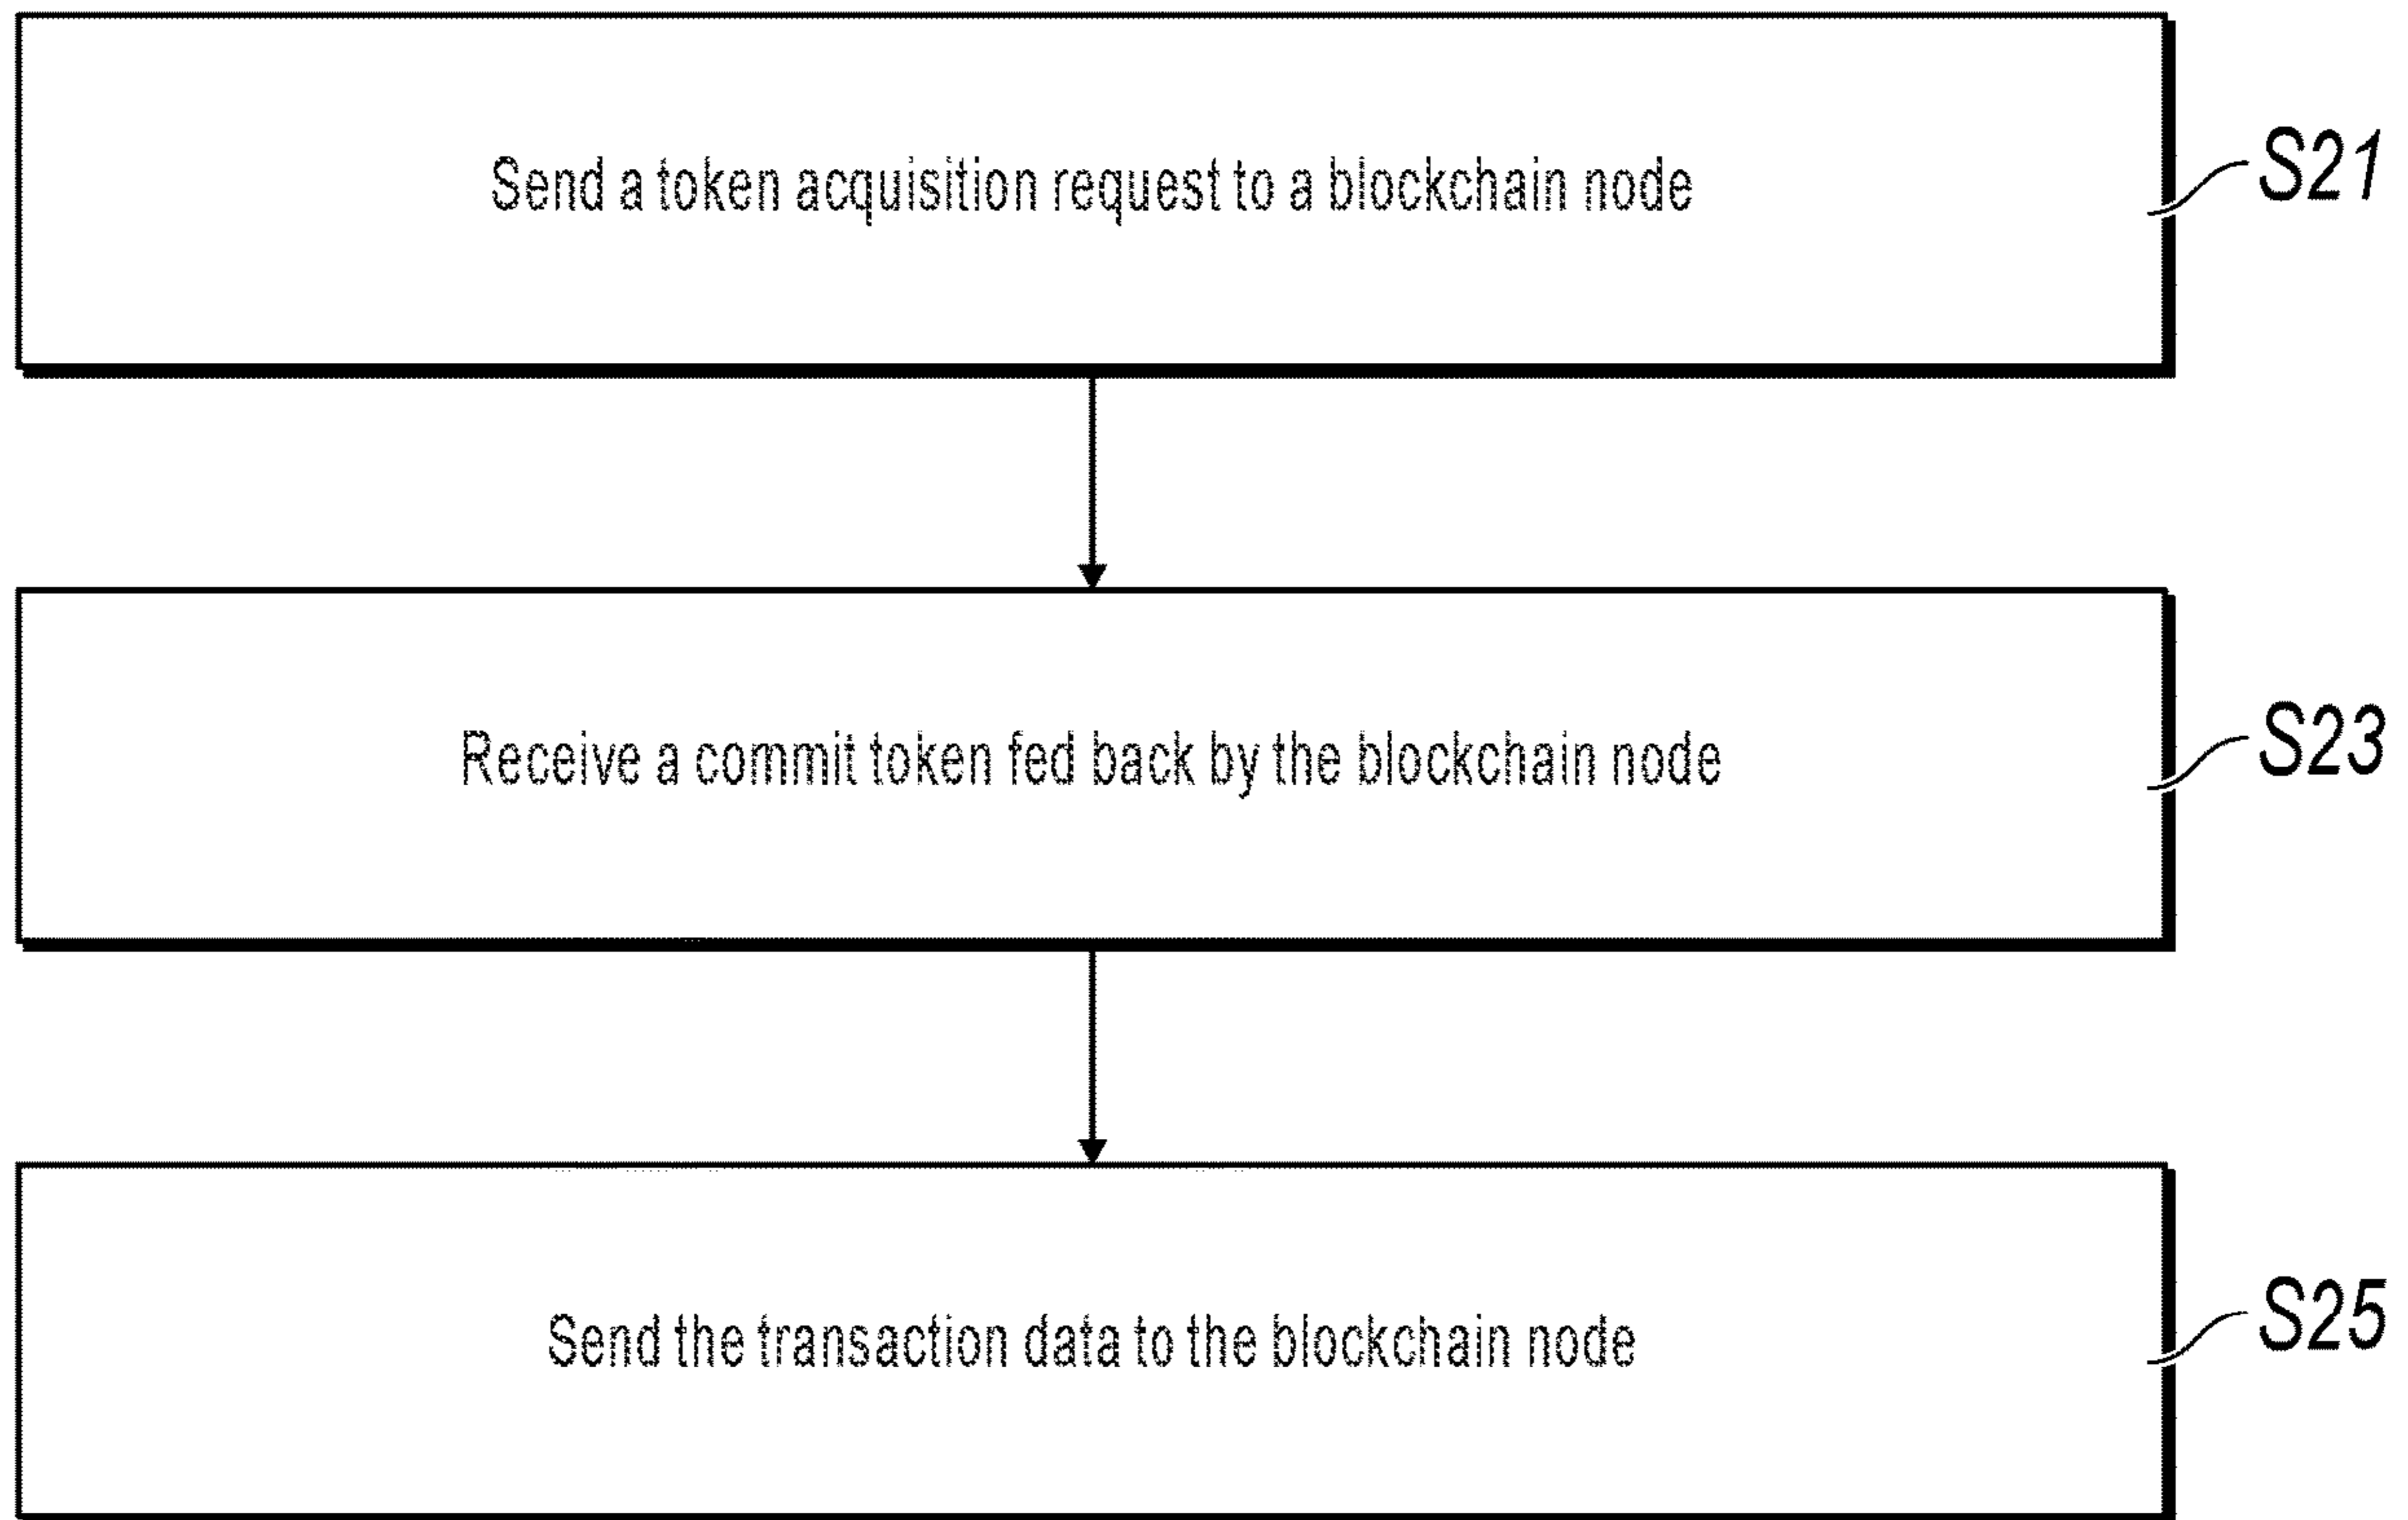 Send a token acquisition request to a blockchain node
S21
Receive a commit token fed back by the blockchain node
S23
Send the transaction data to the blockchain node
S25